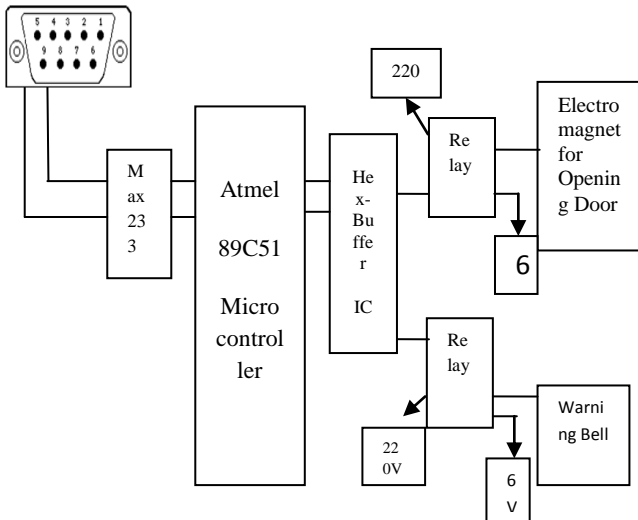 5 4 3 2 1
9 8 7 6
M
ax
23
3
Atmel
89C51
Micro
control
ler
He
x-
Bu
ffe
r
IC
220
Re
lay
Electro
magnet
for
Openin
g Door
6
Re
lay
22
0V
6
V
Warni
ng Bell